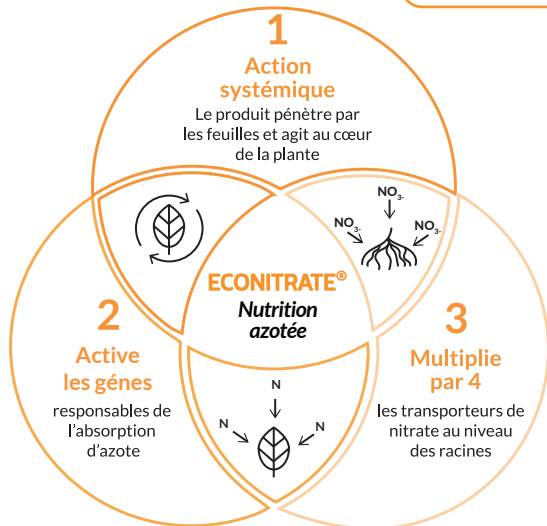 1
Action
systémique
Le produit pénètre par
les feuilles et agit au cœur
de la plante
NO3-
NO3-
NO3-
ECONITRATE®
Nutrition
azotée
2
Active
les génes
responsables de
l'absorption
d'azote
3
Multiplie
par 4
les transporteurs de
nitrate au niveau
des racines
N
N
N